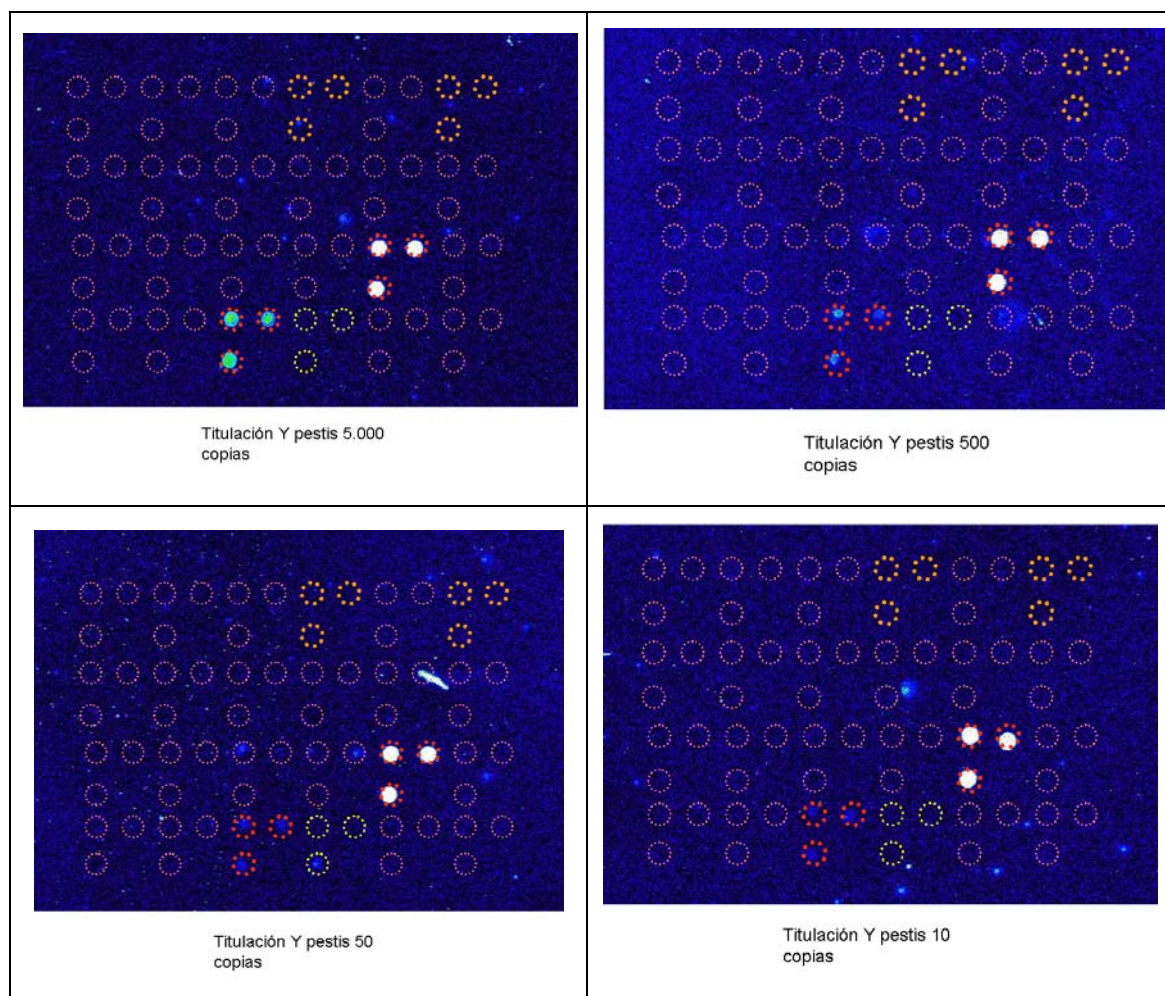 Titulación Y pestis 5.000
copias
Titulación Y pestis 500
copias
Titulación Y pestis 50
copias
Titulación Y pestis 10
copias